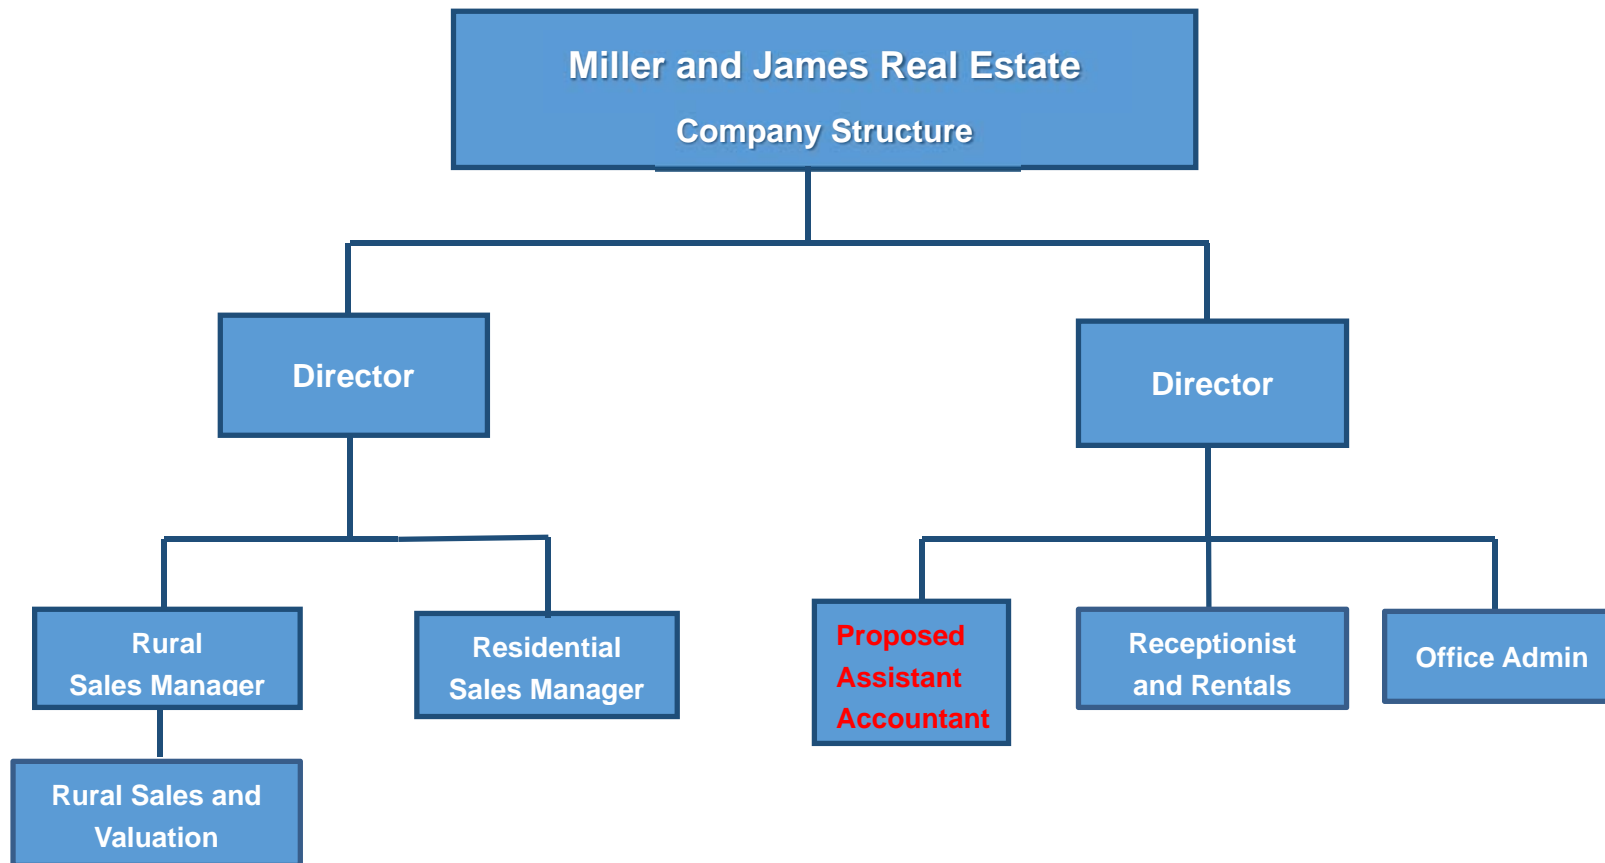 Miller and James Real Estate
Company Structure
Director
Director
Rural
Sales Manager
Residential
Sales Manager
Proposed
Assistant
Accountant
Receptionist
and Rentals
Office Admin
Rural Sales and
Valuation